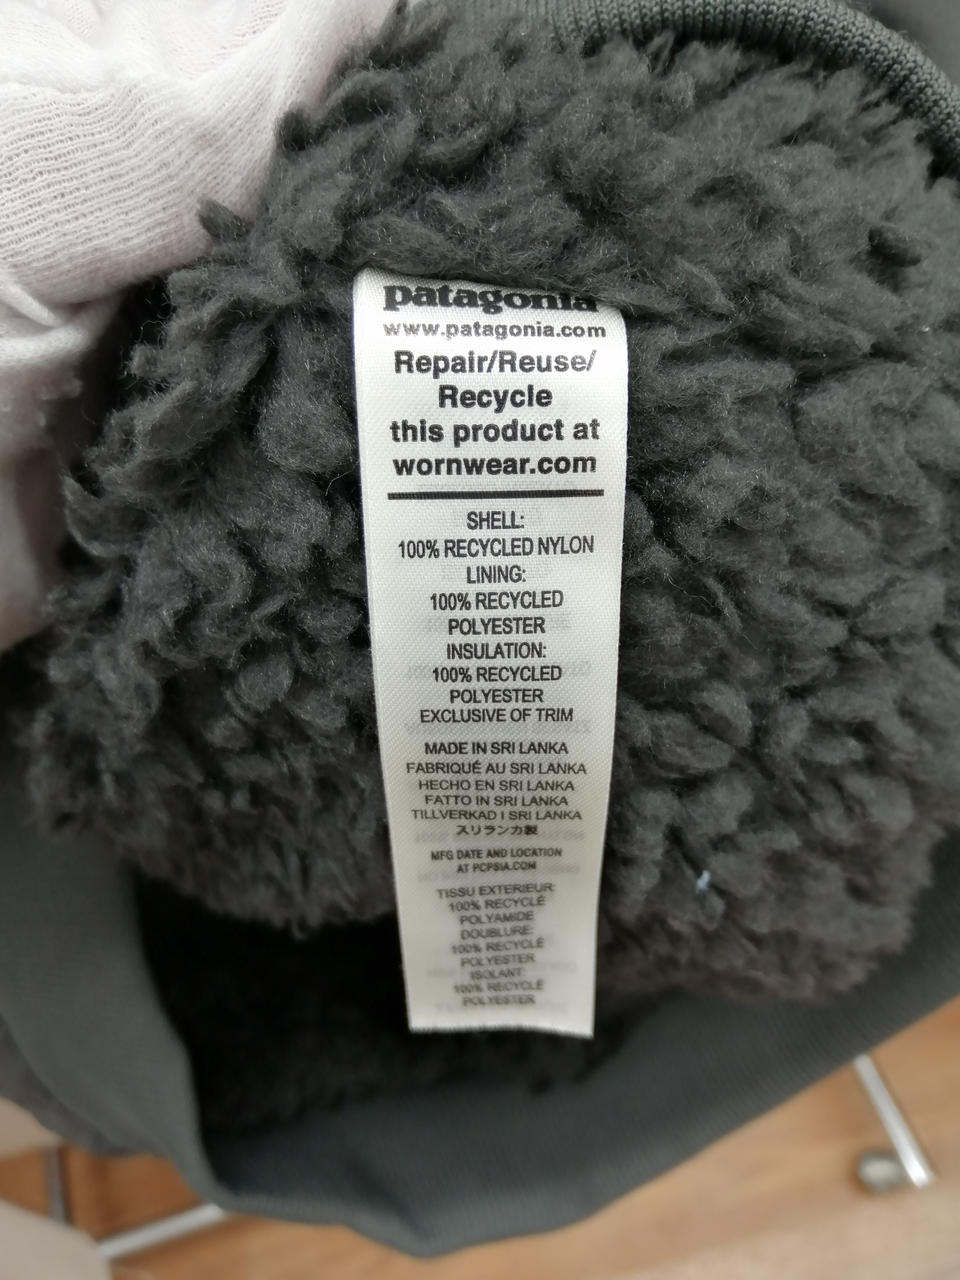 patagonia
www.patagonia.com
Repair/Reuse/
Recycle
this product at
wornwear.com
SHELL:
100% RECYCLED NYLON
LINING:
100% RECYCLED
POLYESTER
INSULATION:
100% RECYCLED
POLYESTER
EXCLUSIVE OF TRIM
MADE IN SRI LANKA
FABRIQUÉ AU SRI LANKA
HECHO EN SRI LANKA
FATTO IN SRI LANKA
TILLVERKAD I SRI LANKA
スリランカ製
MFG DATE AND LOCATION
AT PCPSIA.COM
TISSU EXTERIEUR:
100% RECYCLÉ
POLYAMIDE
DOUBLURE:
100% RECYCLÉ
POLYESTER
ISOLANT:
100% RECYCLÉ
POLYESTER